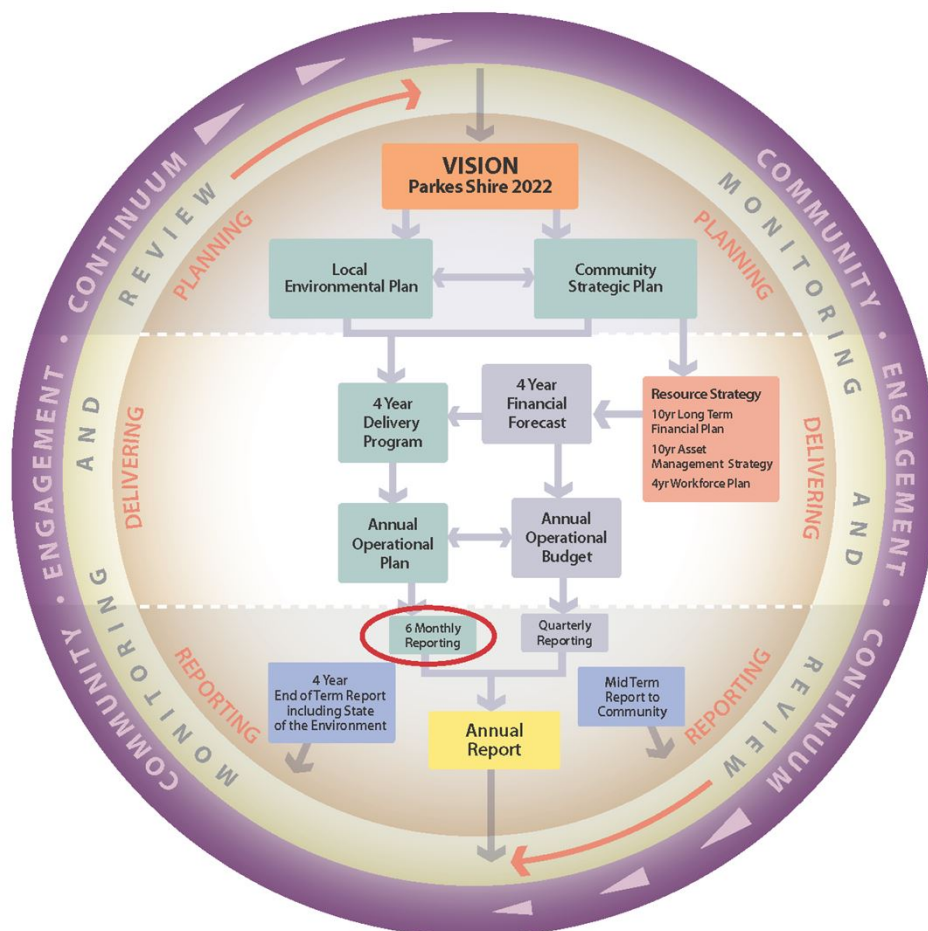 COMMUNITY • ENGAGEMENT • CONTINUUM
COMMUNITY • ENGAGEMENT • CONTINUUM
MONITORING AND REVIEW
MONITORING AND REVIEW
PLANNING
PLANNING
VISION
Parkes Shire 2022
Local
Environmental Plan
Community
Strategic Plan
DELIVERING
DELIVERING
4 Year
Delivery
Program
4 Year
Financial
Forecast
Resource Strategy
10yr Long Term
Financial Plan
10yr Asset
Management Strategy
4yr Workforce Plan
Annual
Operational
Plan
Annual
Operational
Budget
REPORTING
REPORTING
6 Monthly
Reporting
Quarterly
Reporting
4 Year
End of Term Report
including State
of the Environment
Mid Term
Report to
Community
Annual
Report